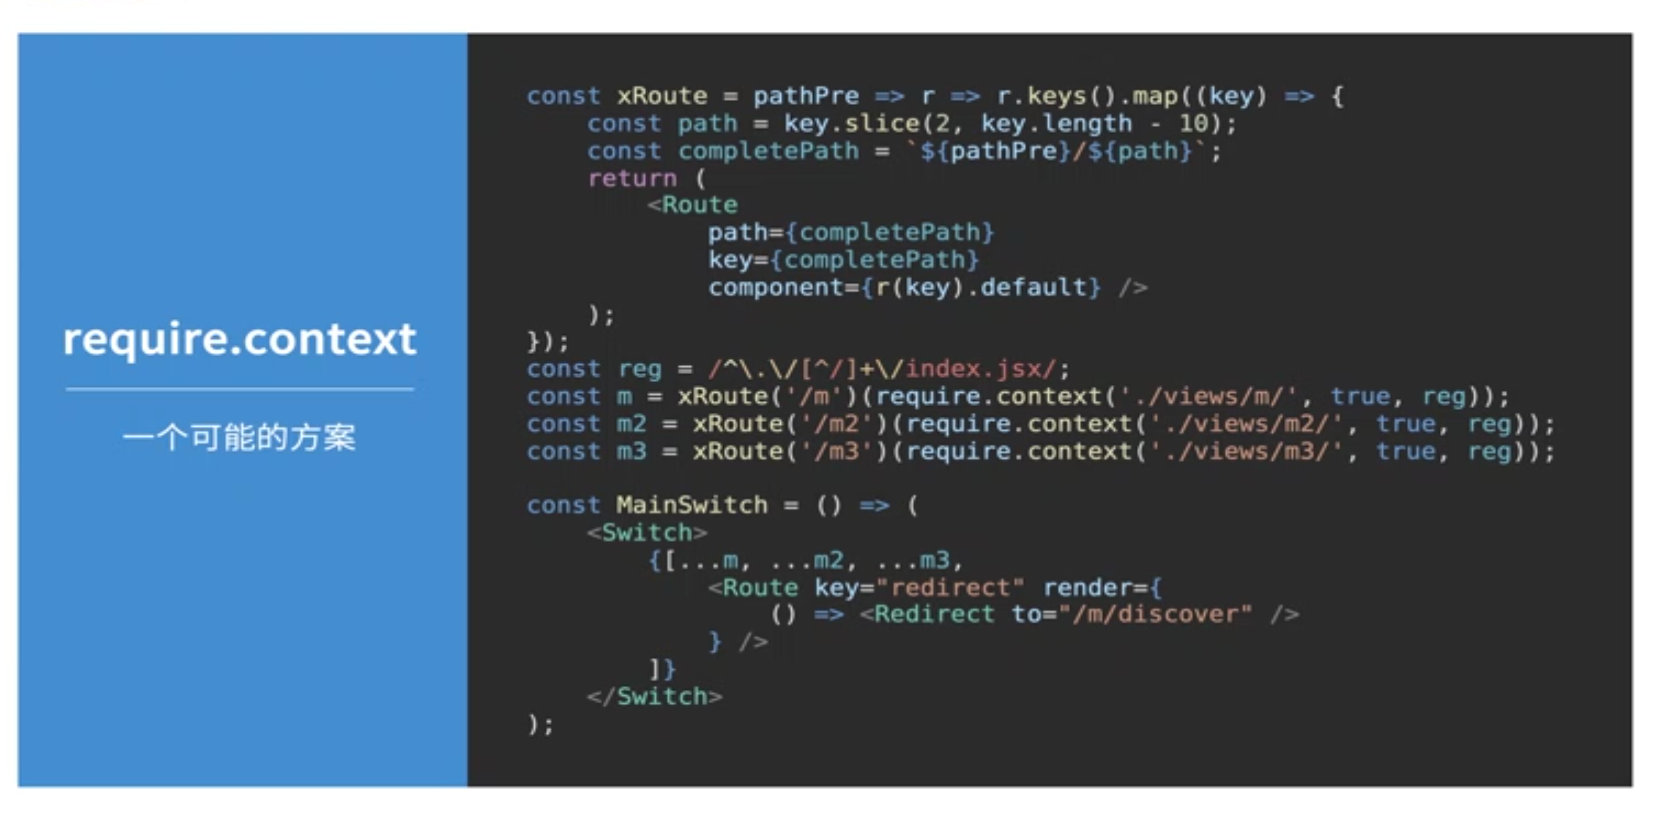 require.context
一个可能的方案
const xRoute = pathPre => r => r.keys().map((key) => {
    const path = key.slice(2, key.length - 10);
    const completePath = `${pathPre}/${path}`;
    return (
        <Route
            path={completePath}
            key={completePath}
            component={r(key).default} />
    );
});
const reg = /^\.\/[^/]+\/index.jsx/;
const m = xRoute('/m')(require.context('./views/m/', true, reg));
const m2 = xRoute('/m2')(require.context('./views/m2/', true, reg));
const m3 = xRoute('/m3')(require.context('./views/m3/', true, reg));
const MainSwitch = () => (
    <Switch>
        {[...m, ...m2, ...m3,
            <Route key="redirect" render={
                () => <Redirect to="/m/discover" />
            } />
        ]}
    </Switch>
);